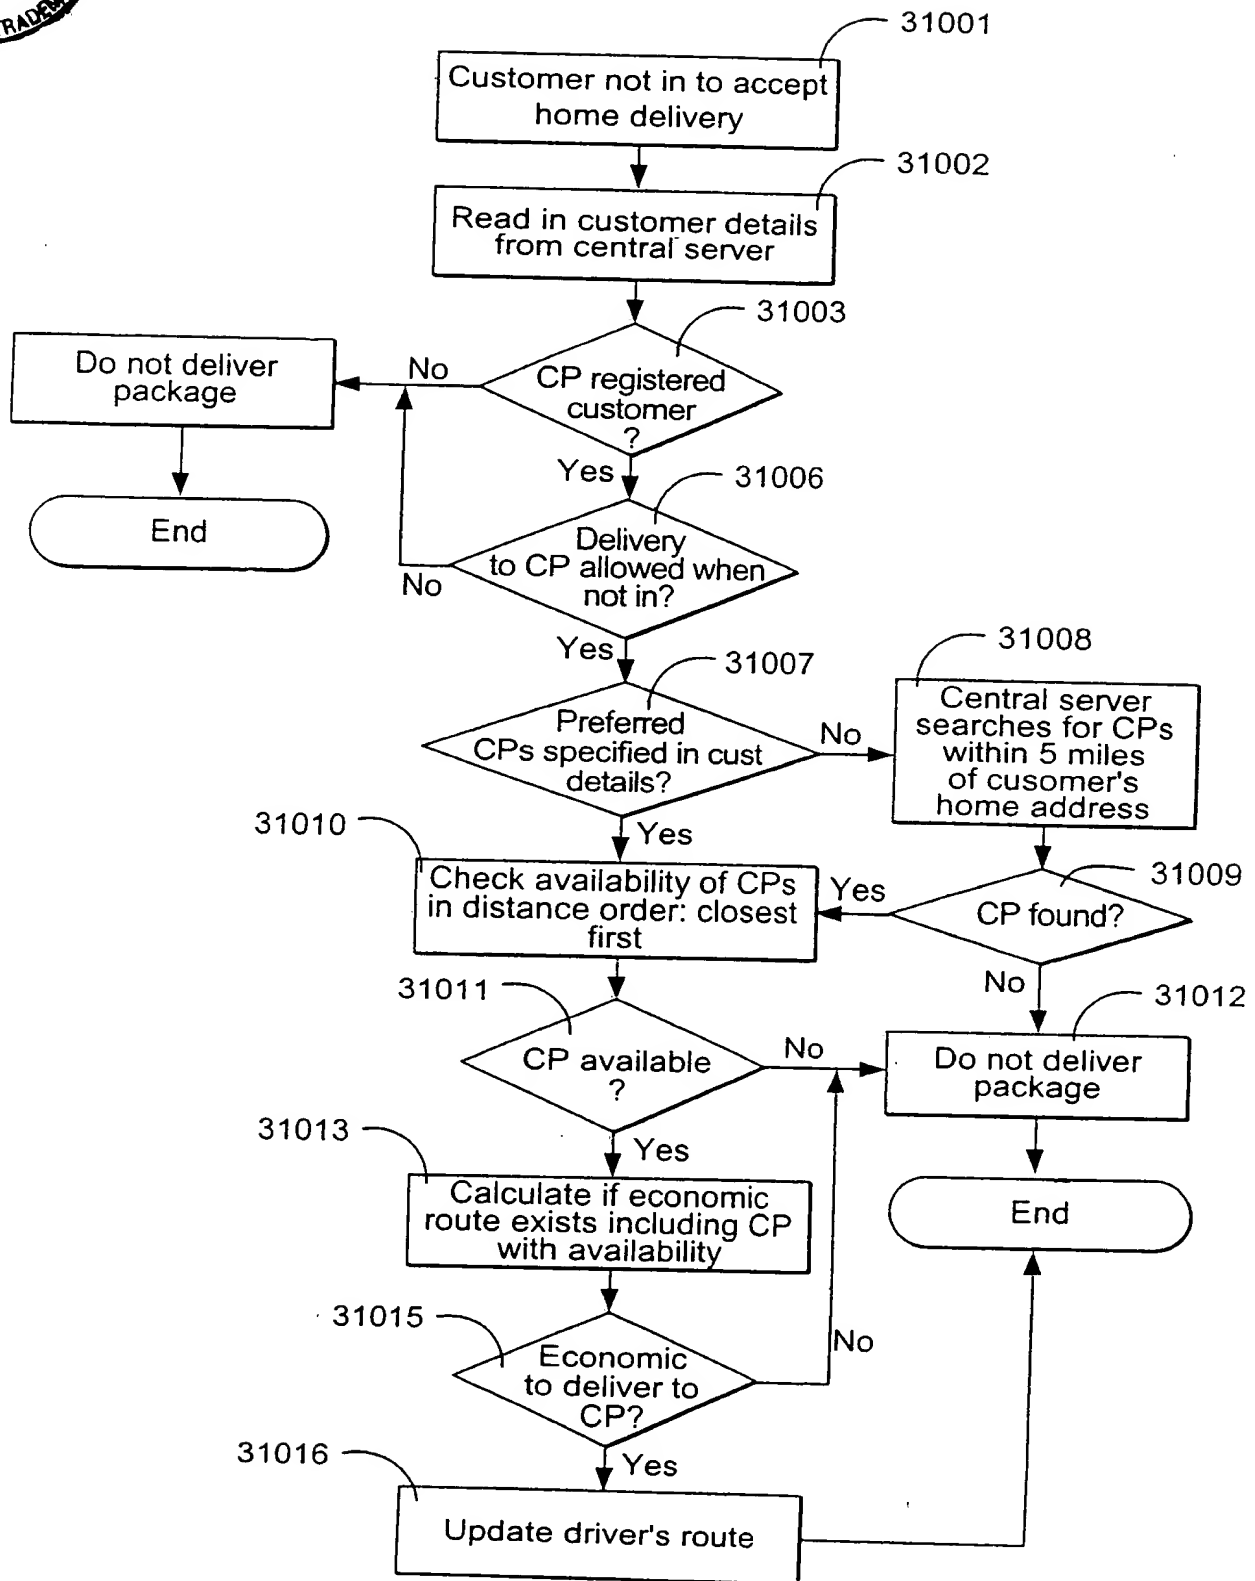 TRADEM
31001
Customer not in to accept
home delivery
31002
Read in customer details
from central server
31003
CP registered
customer
?
No
Do not deliver
package
End
Yes
31006
Delivery
to CP allowed when
not in?
No
Yes
31007
Preferred
CPs specified in cust
details?
No
31008
Central server
searches for CPs
within 5 miles
of cusomer's
home address
31009
CP found?
Yes
No
Yes
31010
Check availability of CPs
in distance order: closest
first
31011
CP available
?
No
31012
Do not deliver
package
End
Yes
31013
Calculate if economic
route exists including CP
with availability
31015
Economic
to deliver to
CP?
No
Yes
31016
Update driver's route